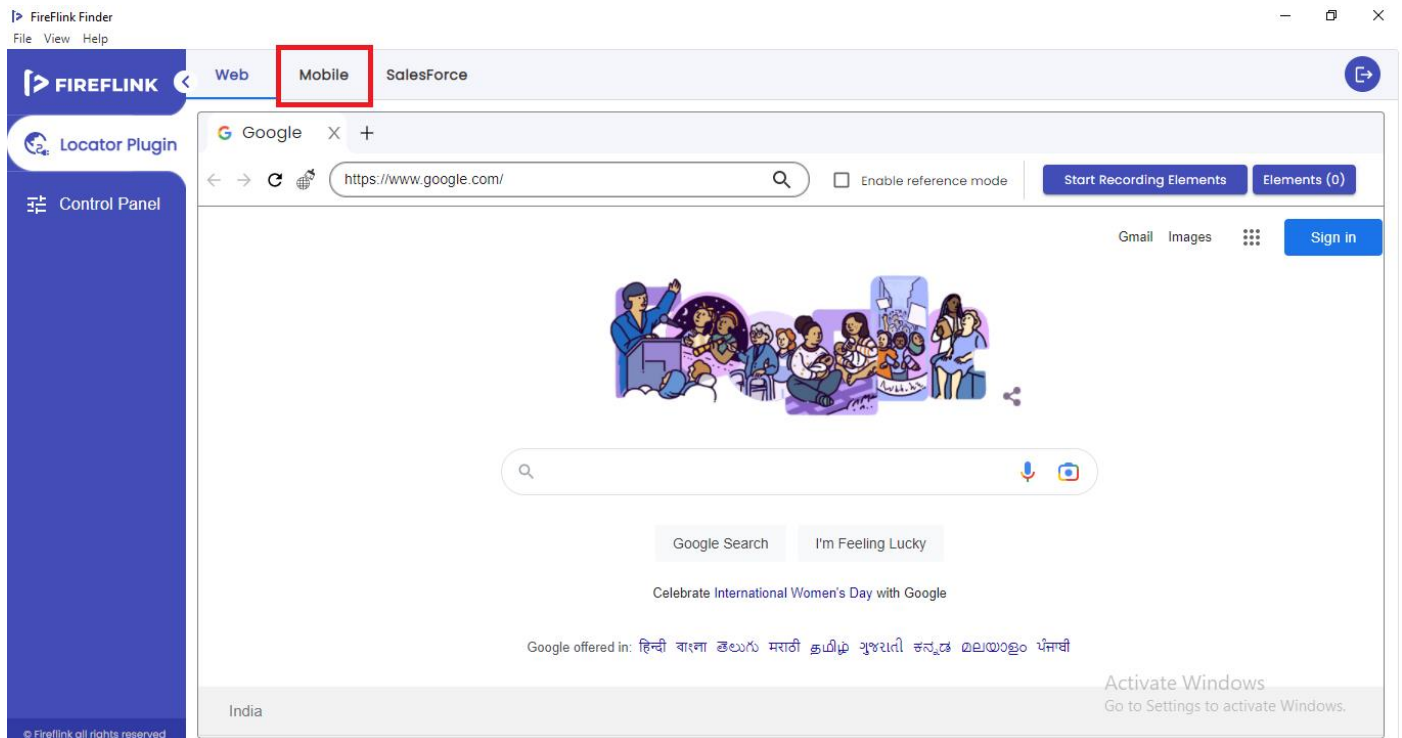 FireFlink Finder
File View Help
FIREFLINK
Web Mobile SalesForce
Locator Plugin
Control Panel
Google X +
https://www.google.com/
Enable reference mode
Start Recording Elements
Elements (0)
Gmail Images
Sign in
Google Search I'm Feeling Lucky
Celebrate International Women's Day with Google
Google offered in: हिन्दी বাংলা తెలుగు मराठी தமிழ் ગુજરાતી ಕನ್ನಡ മലയാളം ਪੰਜਾਬੀ
India
Activate Windows
Go to Settings to activate Windows.
© Fireflink all rights reserved